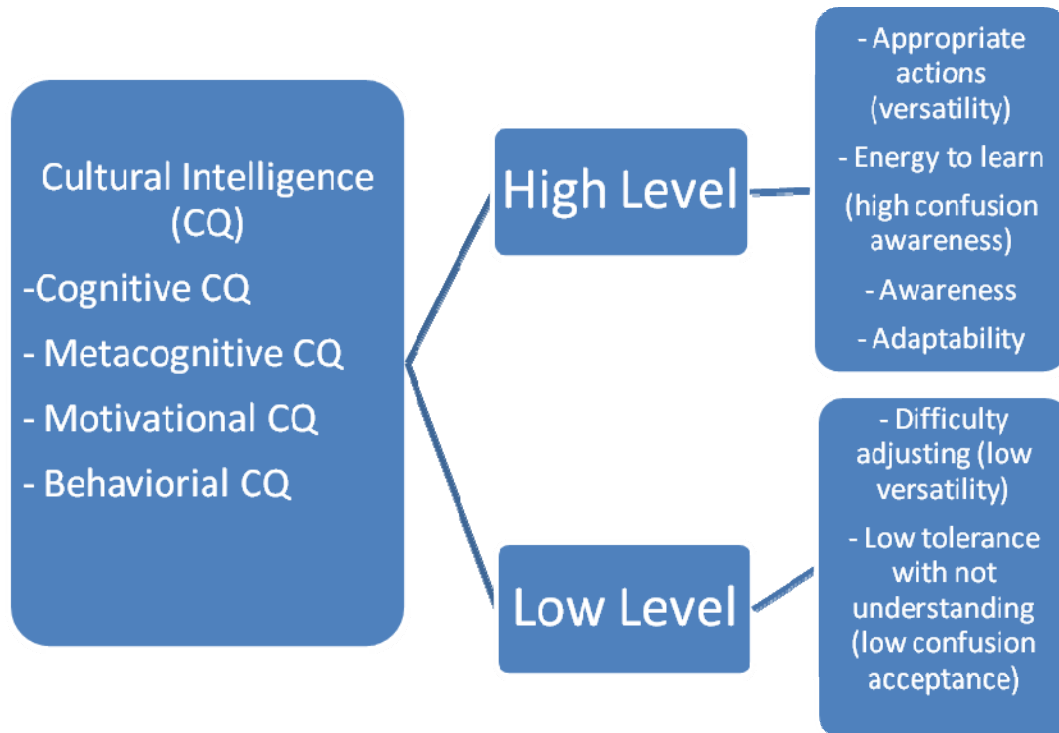 Cultural Intelligence
(CQ)
-Cognitive CQ
- Metacognitive CQ
- Motivational CQ
- Behaviorial CQ
High Level
- Appropriate
actions
(versatility)
- Energy to learn
(high confusion
awareness)
- Awareness
- Adaptability
Low Level
- Difficulty
adjusting (low
versatility)
- Low tolerance
with not
understanding
(low confusion
acceptance)